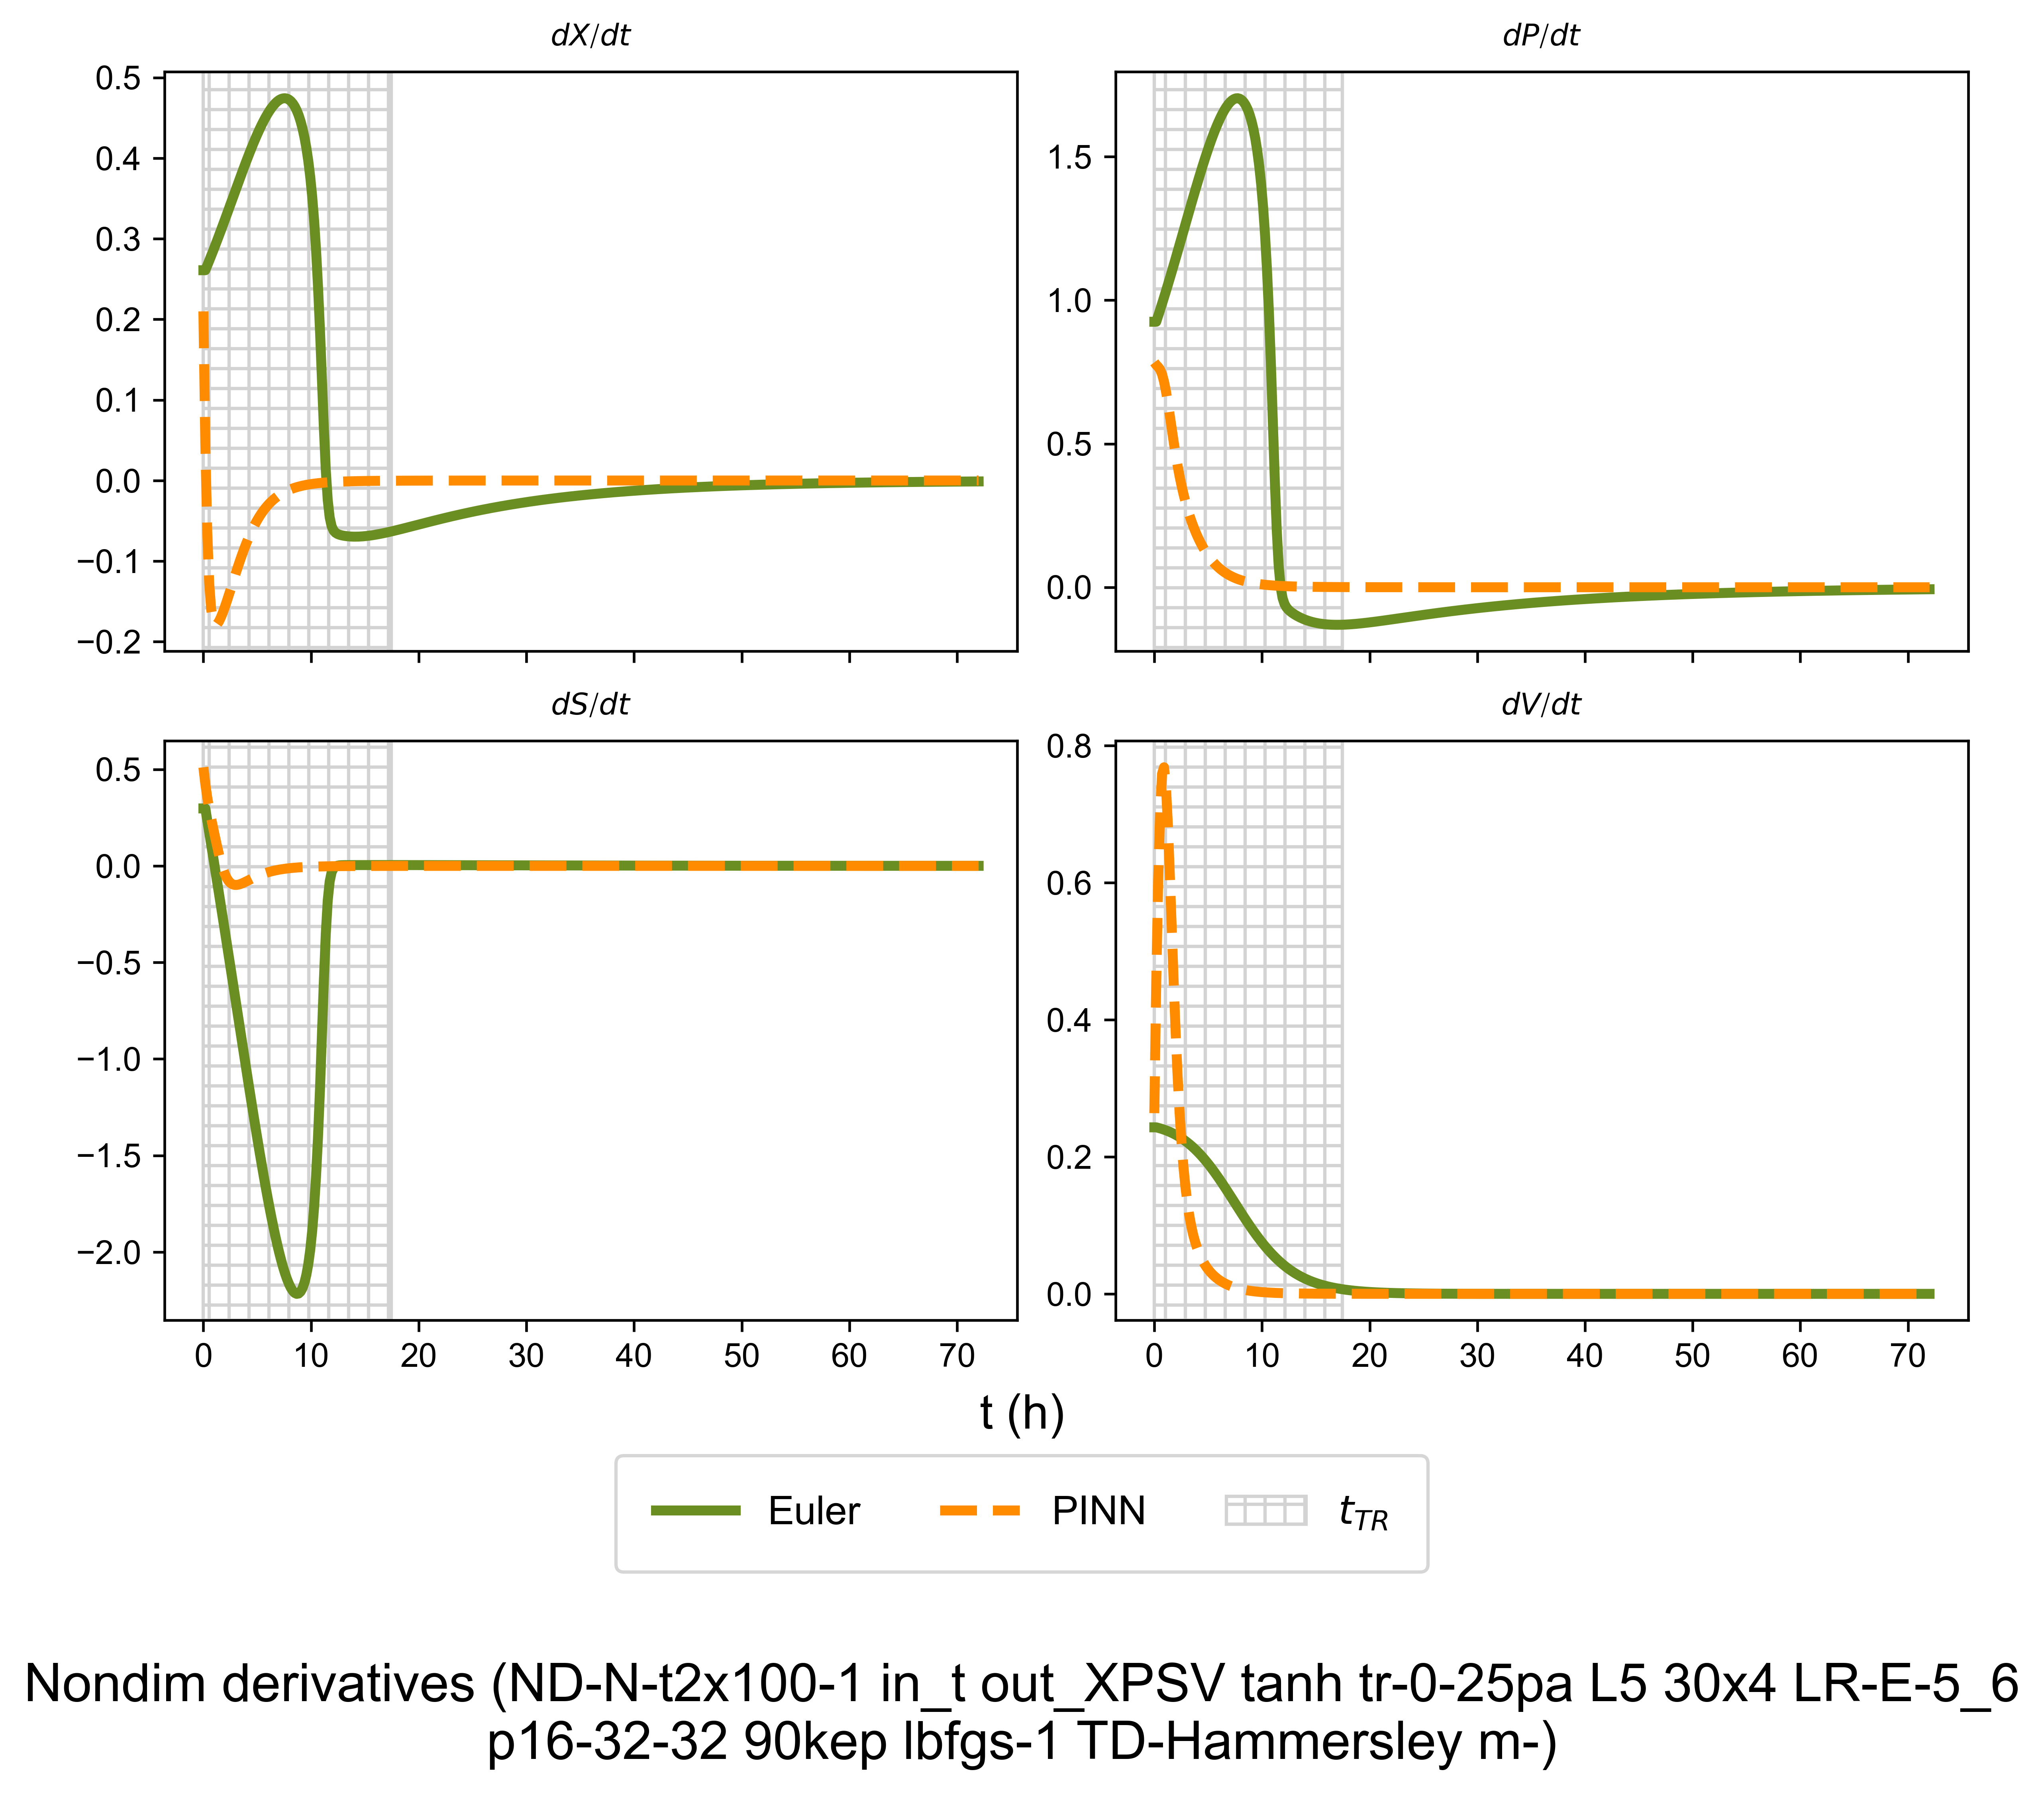 dX/dt
dP/dt
0.5
0.4
0.3
0.2
0.1
0.0
−0.1
−0.2
1.5
1.0
0.5
0.0
dS/dt
dV/dt
0.5
0.0
−0.5
−1.0
−1.5
−2.0
0 10 20 30 40 50 60 70
0.8
0.6
0.4
0.2
0.0
0 10 20 30 40 50 60 70
t (h)
Euler PINN t_TR
Nondim derivatives (ND-N-t2x100-1 in_t out_XPSV tanh tr-0-25pa L5 30x4 LR-E-5_6
p16-32-32 90kep lbfgs-1 TD-Hammersley m-)